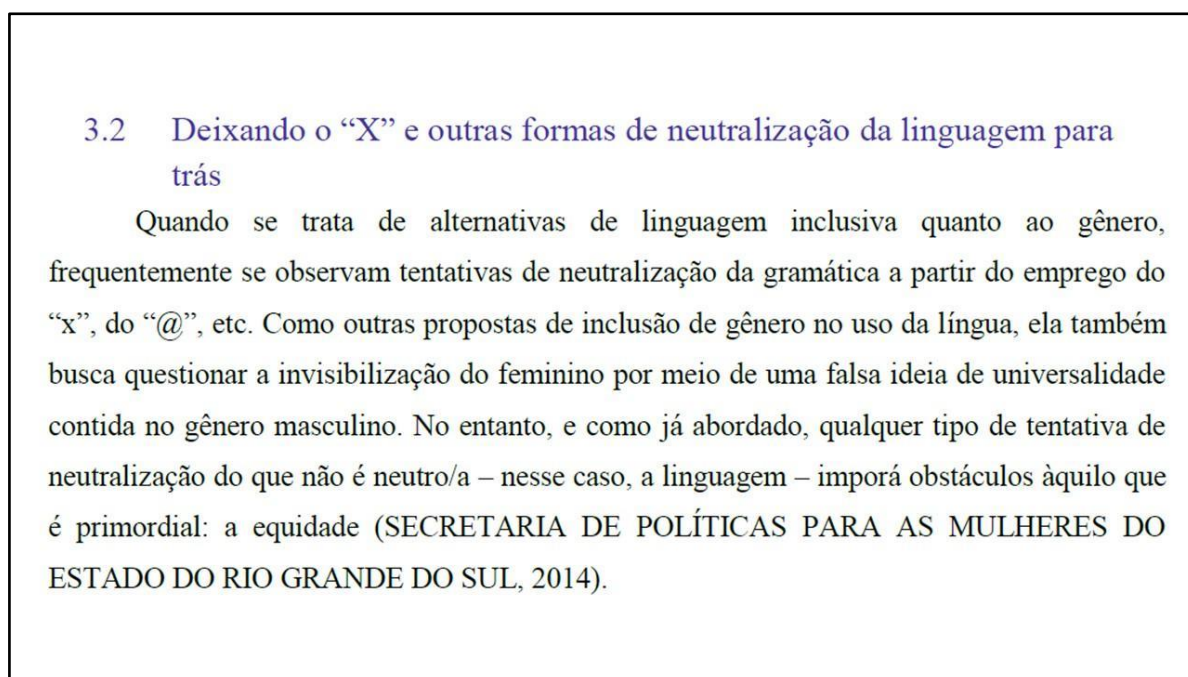 3.2 Deixando o “X” e outras formas de neutralização da linguagem para
trás
Quando se trata de alternativas de linguagem inclusiva quanto ao gênero,
frequentemente se observam tentativas de neutralização da gramática a partir do emprego do
“x”, do “@”, etc. Como outras propostas de inclusão de gênero no uso da língua, ela também
busca questionar a invisibilização do feminino por meio de uma falsa ideia de universalidade
contida no gênero masculino. No entanto, e como já abordado, qualquer tipo de tentativa de
neutralização do que não é neutro/a – nesse caso, a linguagem – imporá obstáculos àquilo que
é primordial: a equidade (SECRETARIA DE POLÍTICAS PARA AS MULHERES DO
ESTADO DO RIO GRANDE DO SUL, 2014).